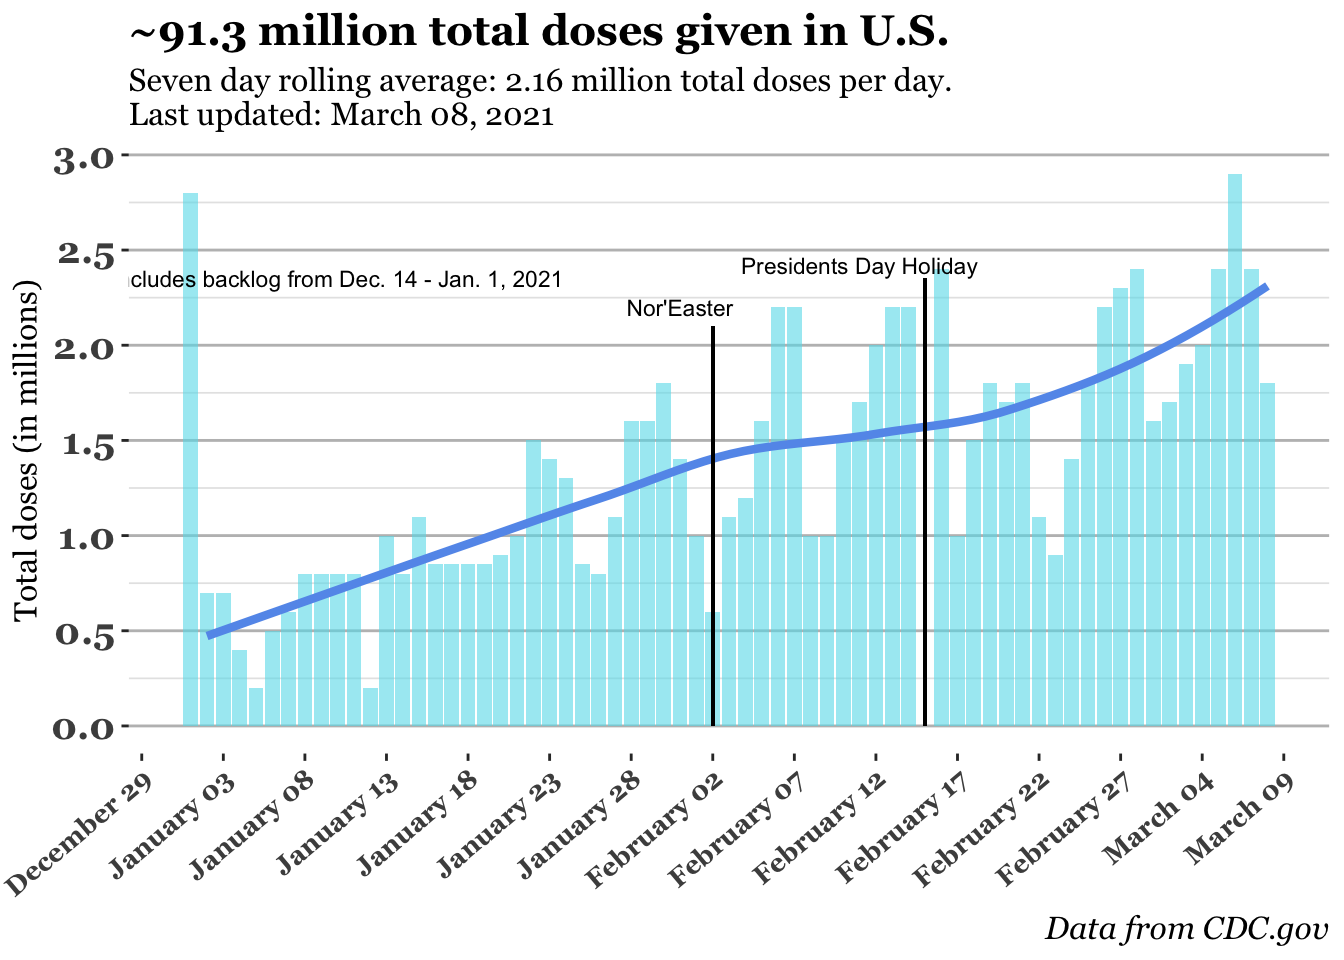 ~91.3 million total doses given in U.S.
Seven day rolling average: 2.16 million total doses per day.
Last updated: March 08, 2021
Total doses (in millions)
3.0
2.5
2.0
1.5
1.0
0.5
0.0
cludes backlog from Dec. 14 - Jan. 1, 2021
Nor'Easter
Presidents Day Holiday
December 29
January 03
January 08
January 13
January 18
January 23
January 28
February 02
February 07
February 12
February 17
February 22
February 27
March 04
March 09
Data from CDC.gov